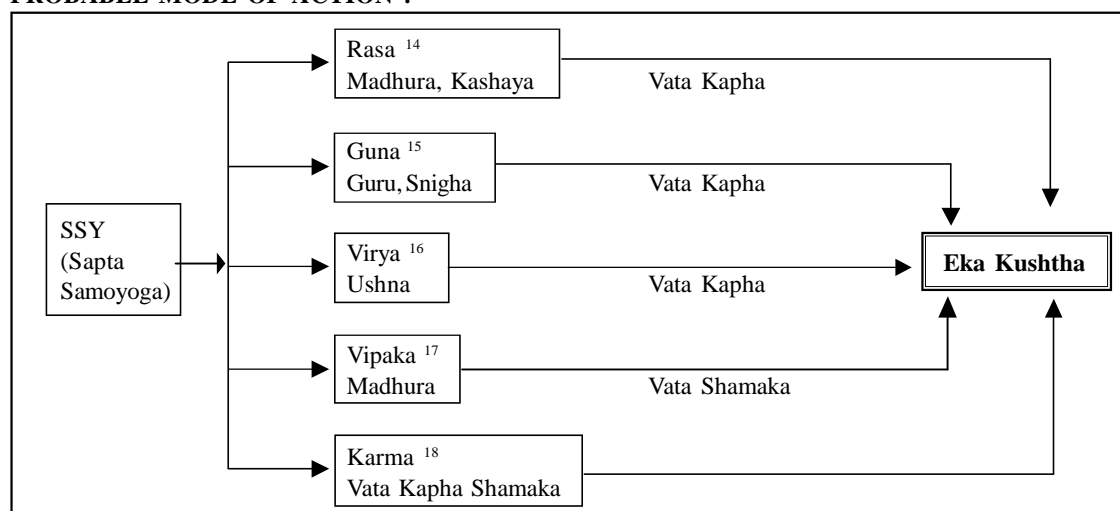 PROBABLE MODE OF ACTION :
Rasa 14
Madhura, Kashaya
Vata Kapha
Guna 15
Guru, Snigha
Vata Kapha
SSY
(Sapta
Samoyoga)
Virya 16
Ushna
Vata Kapha
Eka Kushtha
Vipaka 17
Madhura
Vata Shamaka
Karma 18
Vata Kapha Shamaka